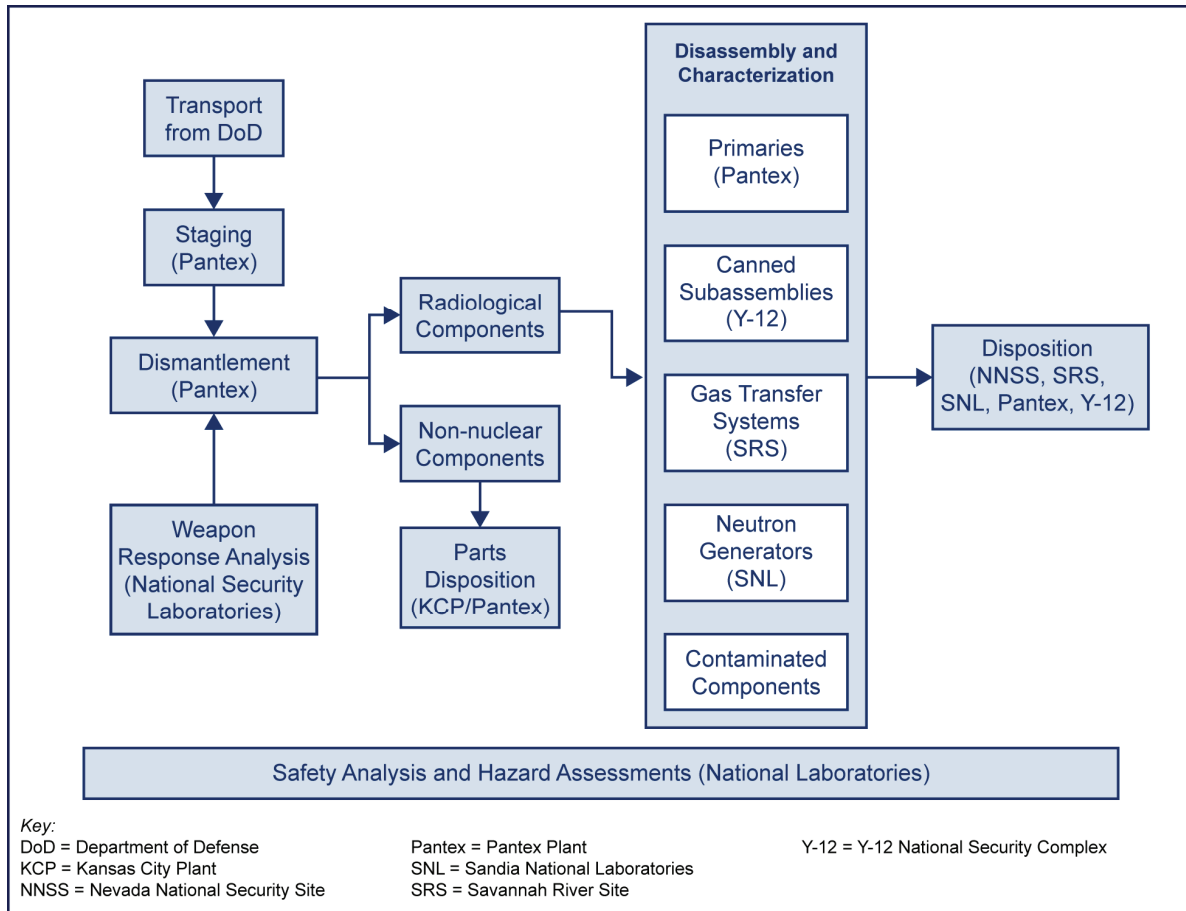 Transport
from DoD
Staging
(Pantex)
Dismantlement
(Pantex)
Weapon
Response Analysis
(National Security
Laboratories)
Radiological
Components
Non-nuclear
Components
Parts
Disposition
(KCP/Pantex)
Disassembly and
Characterization
Primaries
(Pantex)
Canned
Subassemblies
(Y-12)
Gas Transfer
Systems
(SRS)
Neutron
Generators
(SNL)
Contaminated
Components
Disposition
(NNSS, SRS,
SNL, Pantex, Y-12)
Safety Analysis and Hazard Assessments (National Laboratories)
Key:
DoD = Department of Defense
KCP = Kansas City Plant
NNSS = Nevada National Security Site
Pantex = Pantex Plant
SNL = Sandia National Laboratories
SRS = Savannah River Site
Y-12 = Y-12 National Security Complex